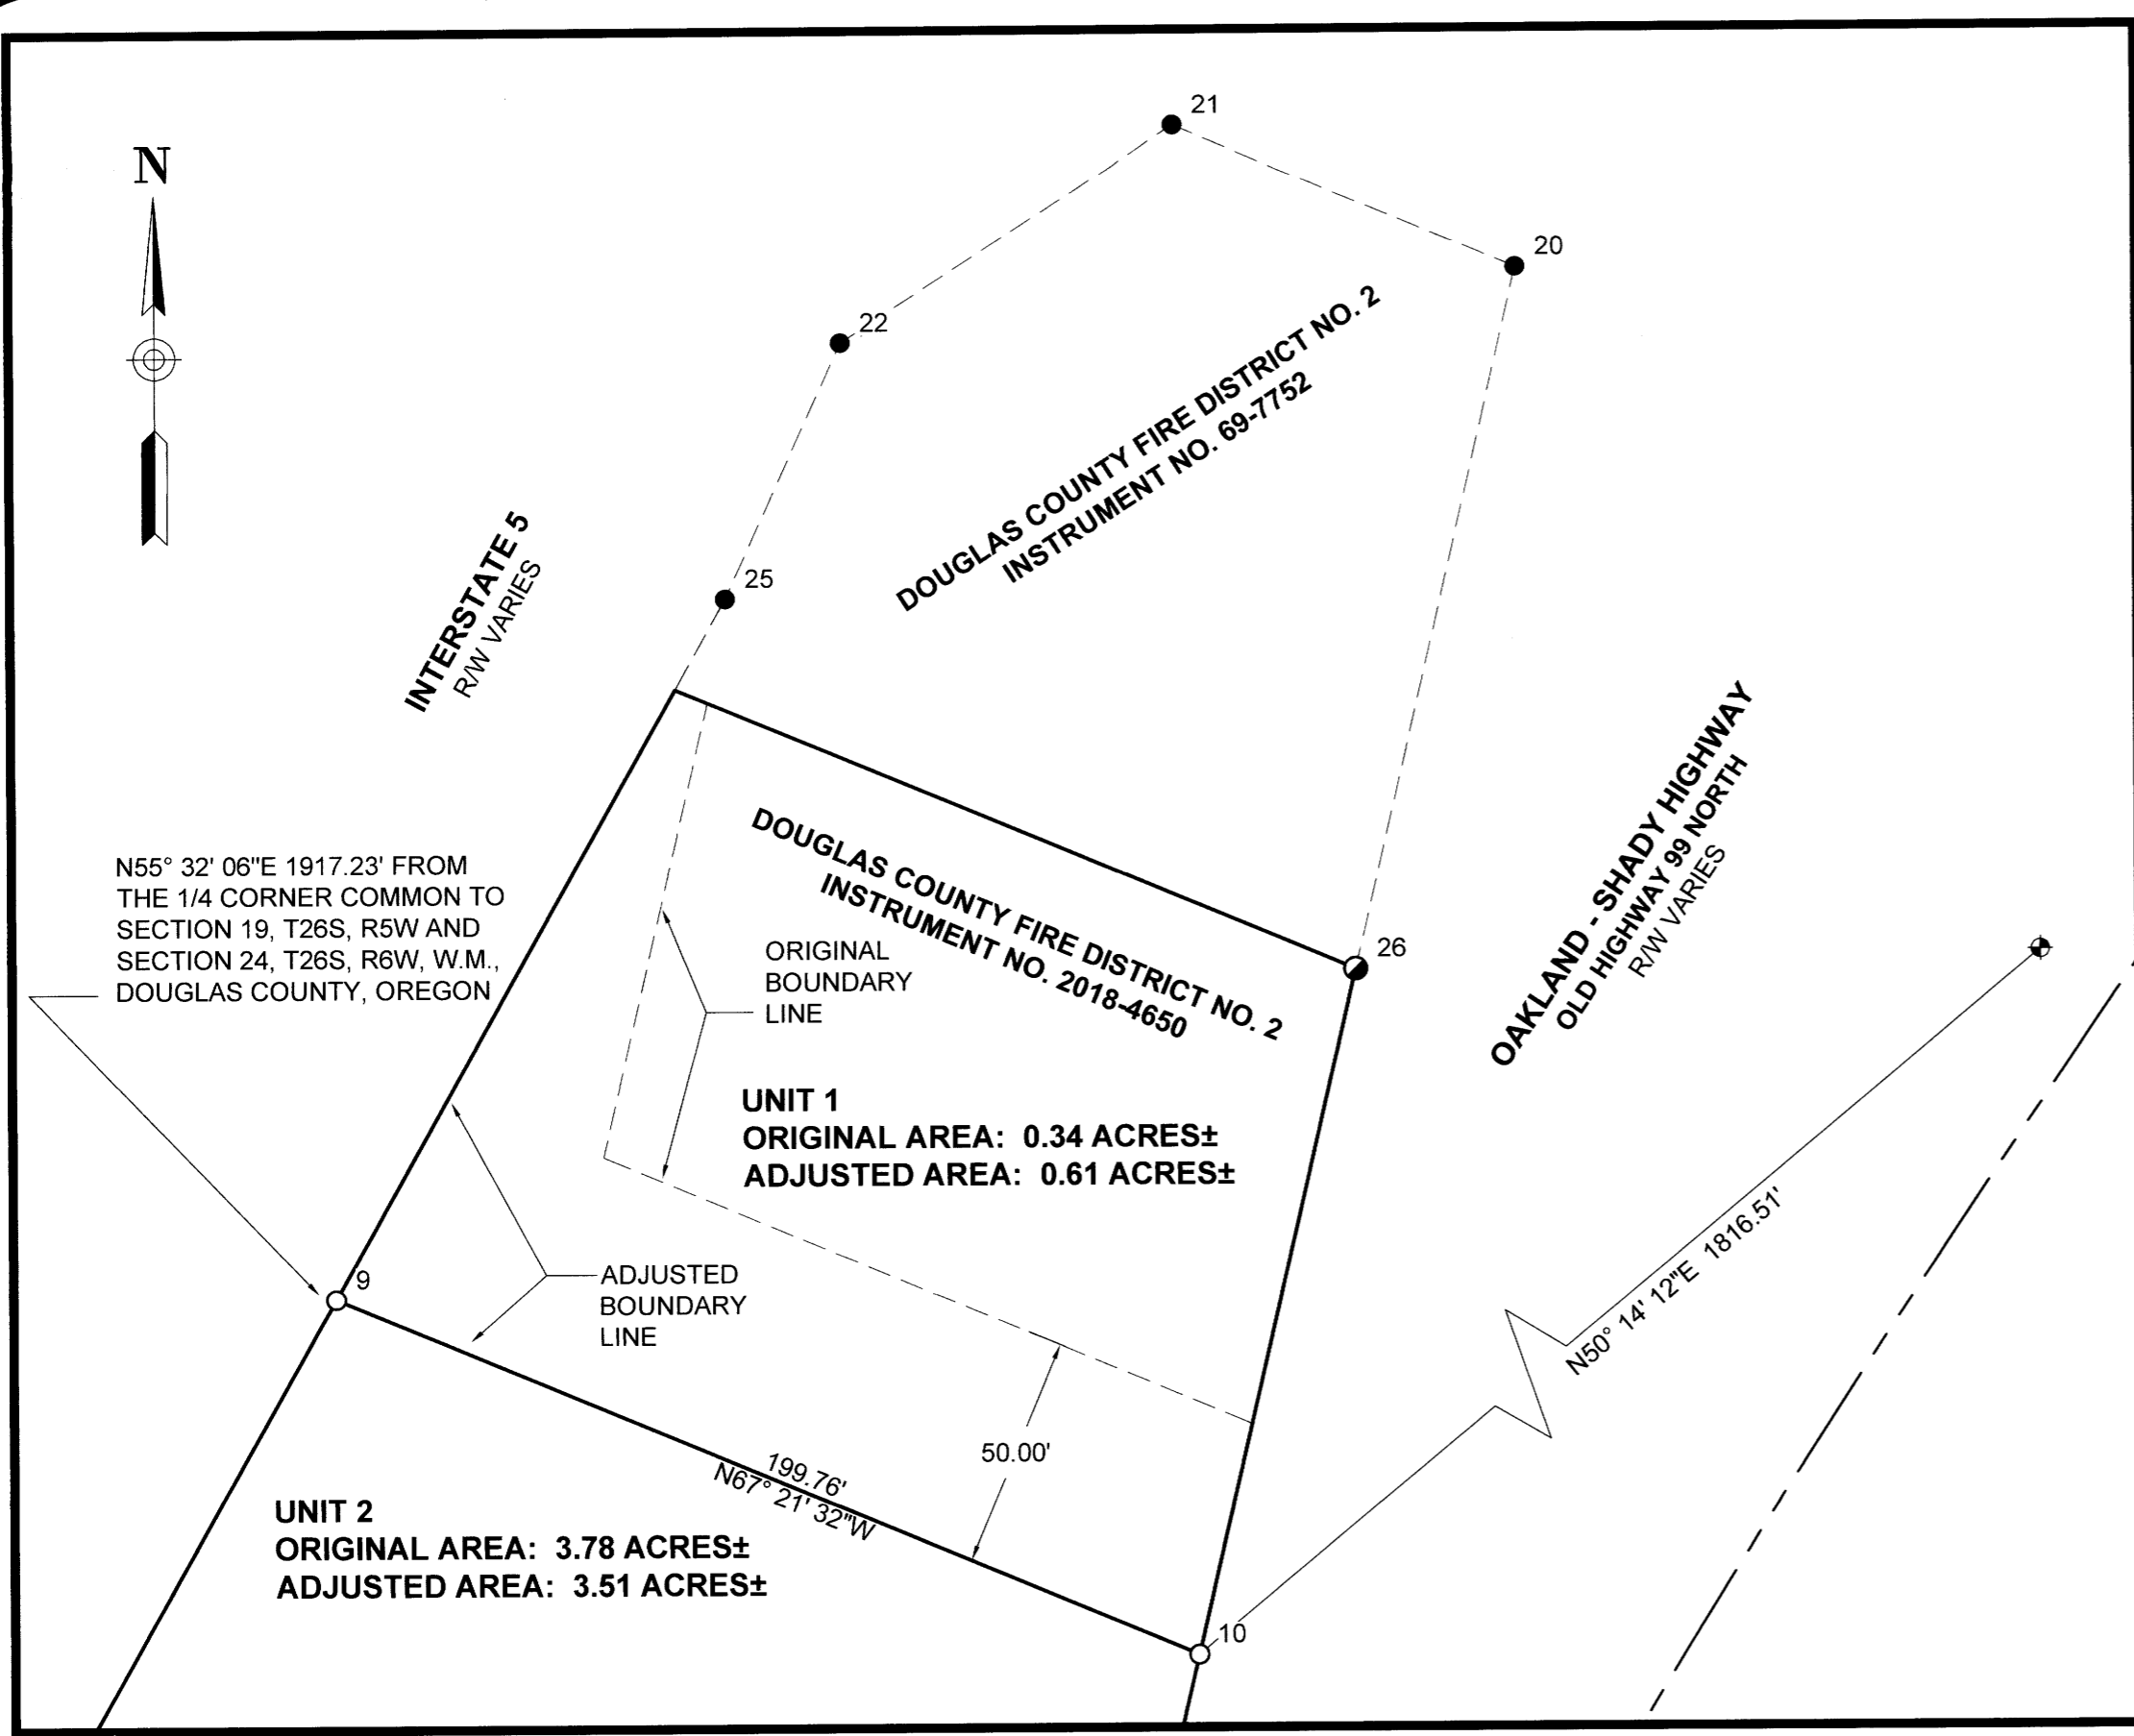 N
21
20
22
DOUGLAS COUNTY FIRE DISTRICT NO. 2
INSTRUMENT NO. 69-7752
25
INTERSTATE 5
R/W VARIES
OAKLAND - SHADY HIGHWAY
OLD HIGHWAY 99 NORTH
R/W VARIES
N55° 32' 06"E 1917.23' FROM
THE 1/4 CORNER COMMON TO
SECTION 19, T26S, R5W AND
SECTION 24, T26S, R6W, W.M.,
DOUGLAS COUNTY, OREGON
DOUGLAS COUNTY FIRE DISTRICT NO. 2
INSTRUMENT NO. 2018-4650
26
ORIGINAL
BOUNDARY
LINE
UNIT 1
ORIGINAL AREA: 0.34 ACRES±
ADJUSTED AREA: 0.61 ACRES±
9
ADJUSTED
BOUNDARY
LINE
N50° 14' 12"E 1816.51'
50.00'
199.76'
N67° 21' 32"W
UNIT 2
ORIGINAL AREA: 3.78 ACRES±
ADJUSTED AREA: 3.51 ACRES±
10